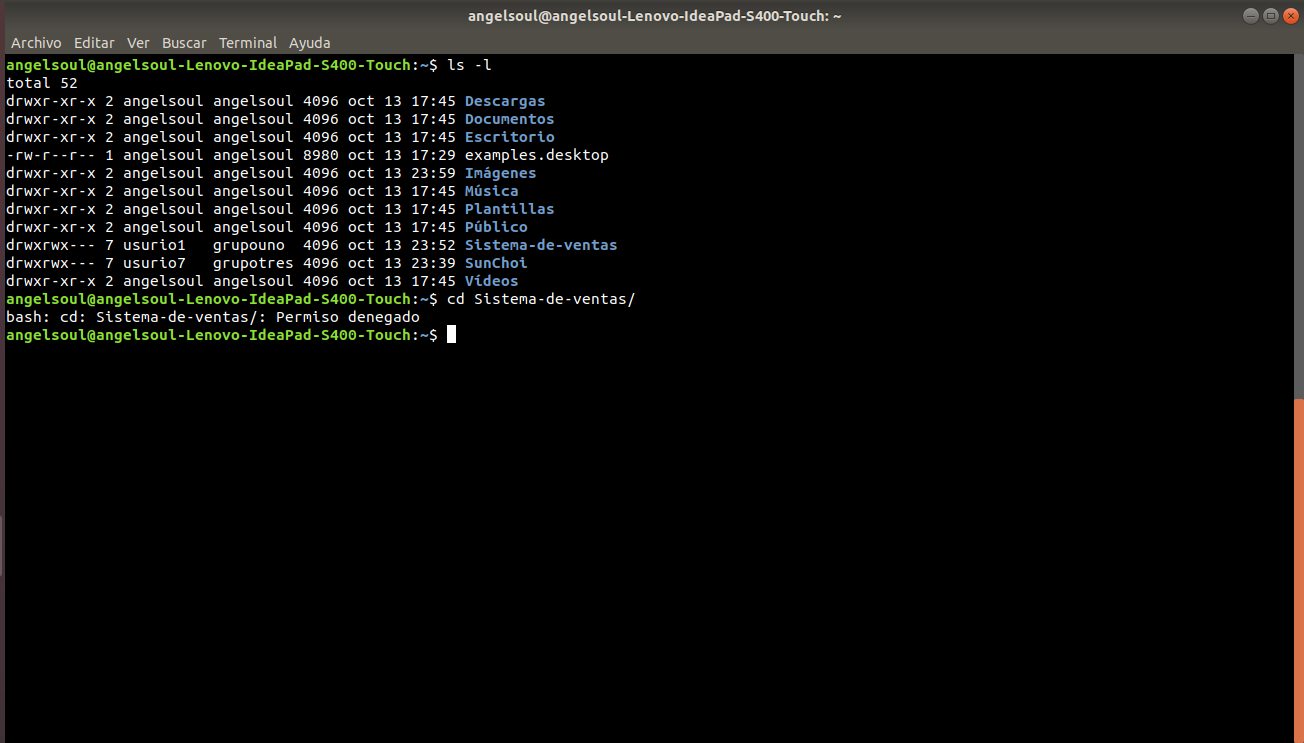 angelsoul@angelsoul-Lenovo-IdeaPad-S400-Touch: ~
Archivo Editar Ver Buscar Terminal Ayuda
angelsoul@angelsoul-Lenovo-IdeaPad-S400-Touch:~$ ls -l
total 52
drwxr-xr-x 2 angelsoul angelsoul 4096 oct 13 17:45 Descargas
drwxr-xr-x 2 angelsoul angelsoul 4096 oct 13 17:45 Documentos
drwxr-xr-x 2 angelsoul angelsoul 4096 oct 13 17:45 Escritorio
-rw-r--r-- 1 angelsoul angelsoul 8980 oct 13 17:29 examples.desktop
drwxr-xr-x 2 angelsoul angelsoul 4096 oct 13 23:59 Imágenes
drwxr-xr-x 2 angelsoul angelsoul 4096 oct 13 17:45 Música
drwxr-xr-x 2 angelsoul angelsoul 4096 oct 13 17:45 Plantillas
drwxr-xr-x 2 angelsoul angelsoul 4096 oct 13 17:45 Público
drwxrwx--- 7 usurio1   grupouno  4096 oct 13 23:52 Sistema-de-ventas
drwxrwx--- 7 usurio7   grupotres 4096 oct 13 23:39 SunChoi
drwxr-xr-x 2 angelsoul angelsoul 4096 oct 13 17:45 Vídeos
angelsoul@angelsoul-Lenovo-IdeaPad-S400-Touch:~$ cd Sistema-de-ventas/
bash: cd: Sistema-de-ventas/: Permiso denegado
angelsoul@angelsoul-Lenovo-IdeaPad-S400-Touch:~$